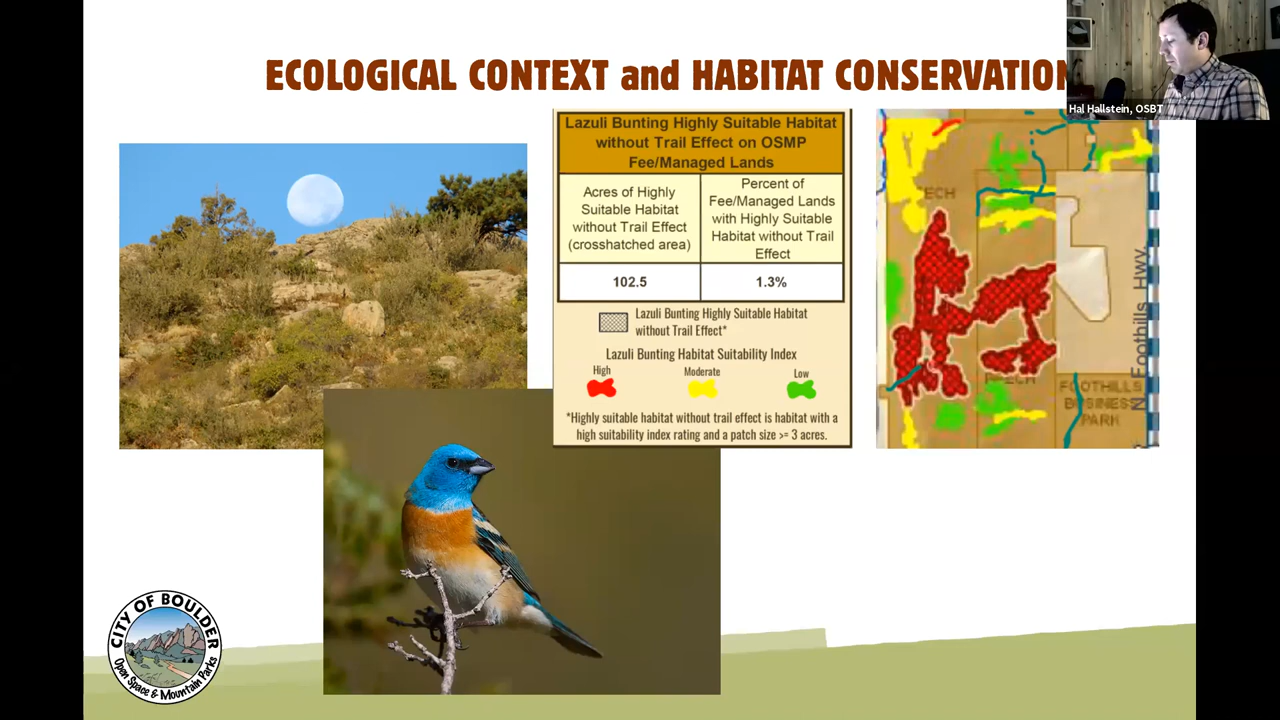 ECOLOGICAL CONTEXT and HABITAT CONSERVATION
Hal Hallstein, OSBT
Lazuli Bunting Highly Suitable Habitat
without Trail Effect on OSMP
Fee/Managed Lands
Acres of Highly
Suitable Habitat
without Trail Effect
(crosshatched area)
Percent of
Fee/Managed Lands
with Highly Suitable
Habitat without Trail
Effect
102.5
1.3%
Lazuli Bunting Highly Suitable Habitat
without Trail Effect*
Lazuli Bunting Habitat Suitability Index
High
Moderate
Low
*Highly suitable habitat without trail effect is habitat with a
high suitability index rating and a patch size >= 3 acres.
N Foothills Hwy
FOOTHILLS
BUSINESS
PARK
CITY OF BOULDER
Open Space & Mountain Parks